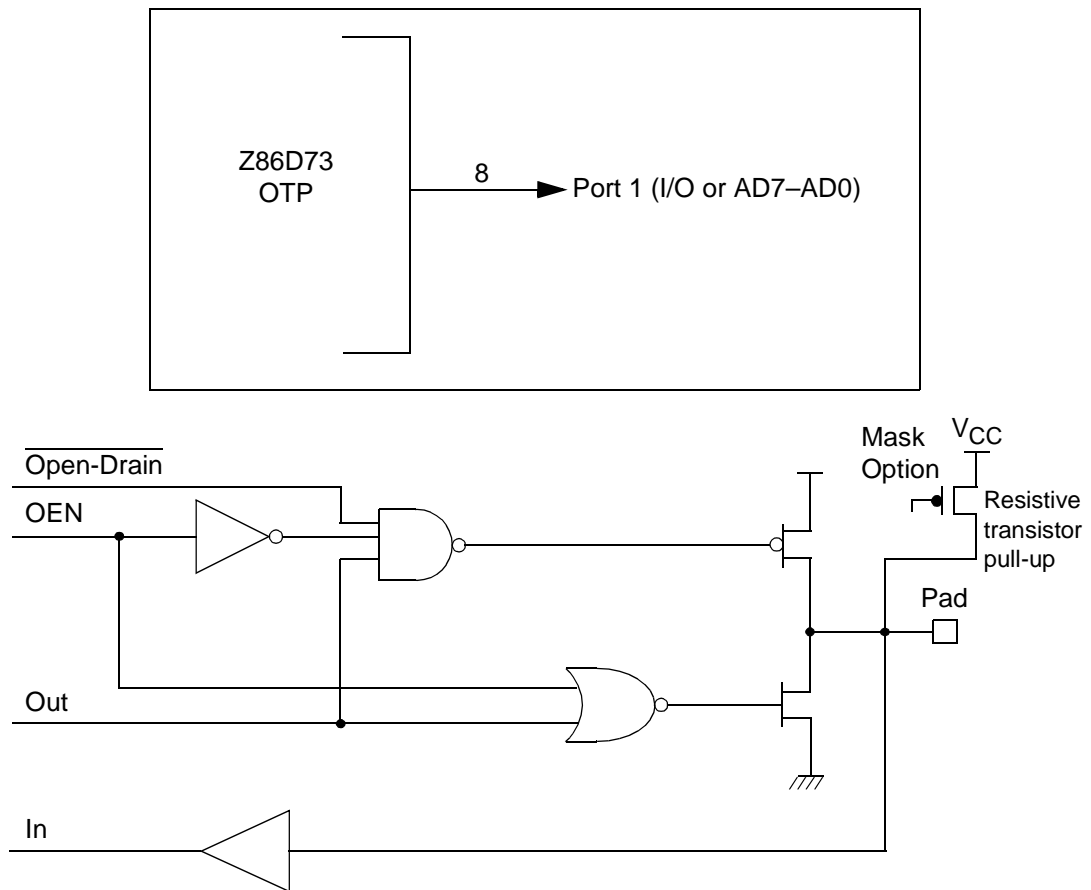 Z86D73
OTP
8
Port 1 (I/O or AD7–AD0)
Open-Drain
OEN
Out
In
Mask
Option
VCC
Resistive
transistor
pull-up
Pad